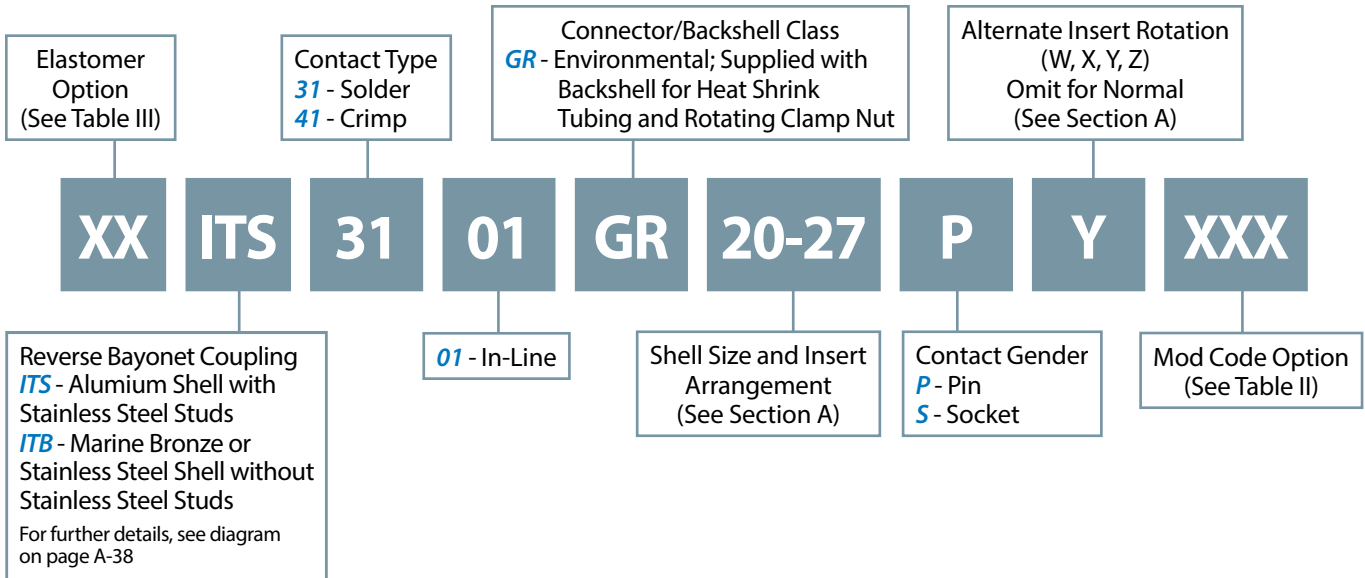 Elastomer
Option
(See Table III)
Contact Type
31 - Solder
41 - Crimp
Connector/Backshell Class
GR - Environmental; Supplied with
Backshell for Heat Shrink
Tubing and Rotating Clamp Nut
Alternate Insert Rotation
(W, X, Y, Z)
Omit for Normal
(See Section A)
XX ITS 31 01 GR 20-27 P Y XXX
Reverse Bayonet Coupling
ITS - Alumium Shell with
Stainless Steel Studs
ITB - Marine Bronze or
Stainless Steel Shell without
Stainless Steel Studs
For further details, see diagram
on page A-38
01 - In-Line
Shell Size and Insert
Arrangement
(See Section A)
Contact Gender
P - Pin
S - Socket
Mod Code Option
(See Table II)